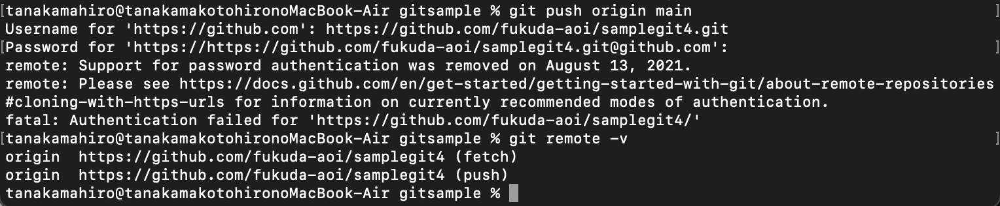 [tanakamahiro@tanakamakotohironoMacBook-Air gitsample % git push origin main ]
Username for 'https://github.com': https://github.com/fukuda-aoi/samplegit4.git
[Password for 'https://https://github.com/fukuda-aoi/samplegit4.git@github.com': ]
remote: Support for password authentication was removed on August 13, 2021.
remote: Please see https://docs.github.com/en/get-started/getting-started-with-git/about-remote-repositories
#cloning-with-https-urls for information on currently recommended modes of authentication.
fatal: Authentication failed for 'https://github.com/fukuda-aoi/samplegit4/'
[tanakamahiro@tanakamakotohironoMacBook-Air gitsample % git remote -v ]
origin  https://github.com/fukuda-aoi/samplegit4 (fetch)
origin  https://github.com/fukuda-aoi/samplegit4 (push)
tanakamahiro@tanakamakotohironoMacBook-Air gitsample %